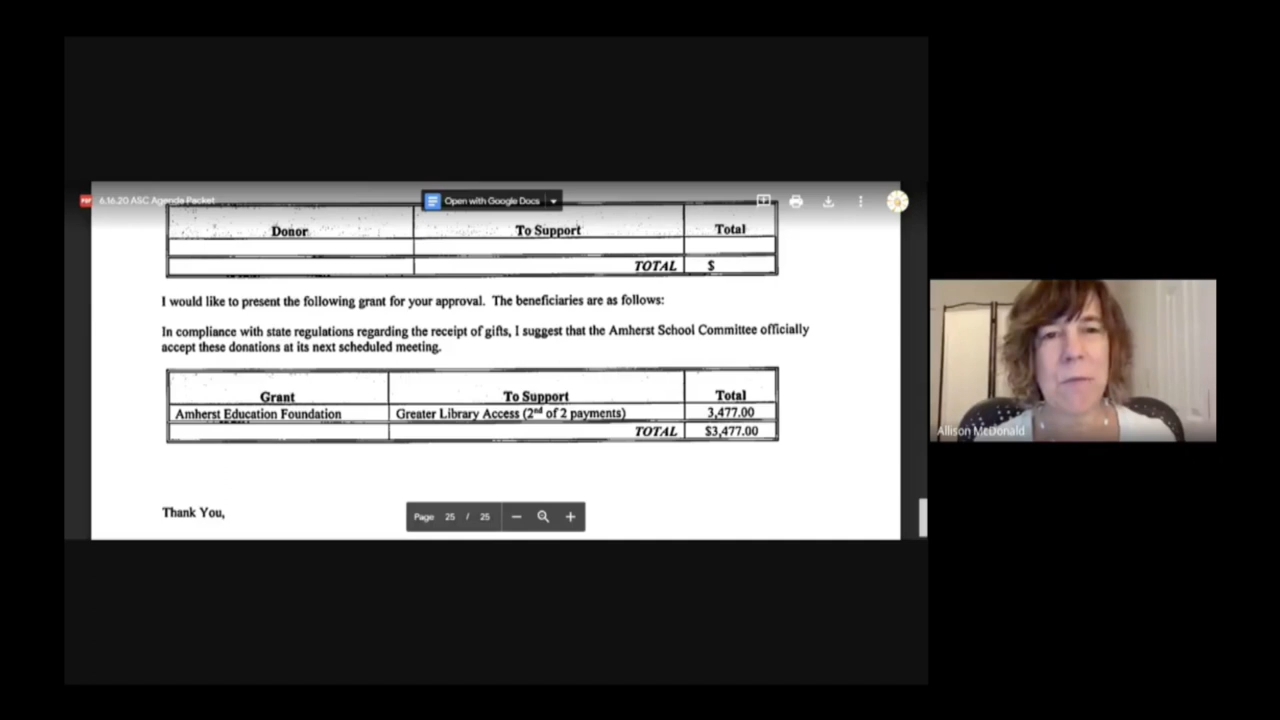 6.16.20 ASC Agenda Packet
Open with Google Docs
Donor To Support Total
TOTAL $
I would like to present the following grant for your approval. The beneficiaries are as follows:
In compliance with state regulations regarding the receipt of gifts, I suggest that the Amherst School Committee officially
accept these donations at its next scheduled meeting.
Grant To Support Total
Amherst Education Foundation Greater Library Access (2nd of 2 payments) 3,477.00
TOTAL $3,477.00
Thank You,
Page 25 / 25
Allison McDonald